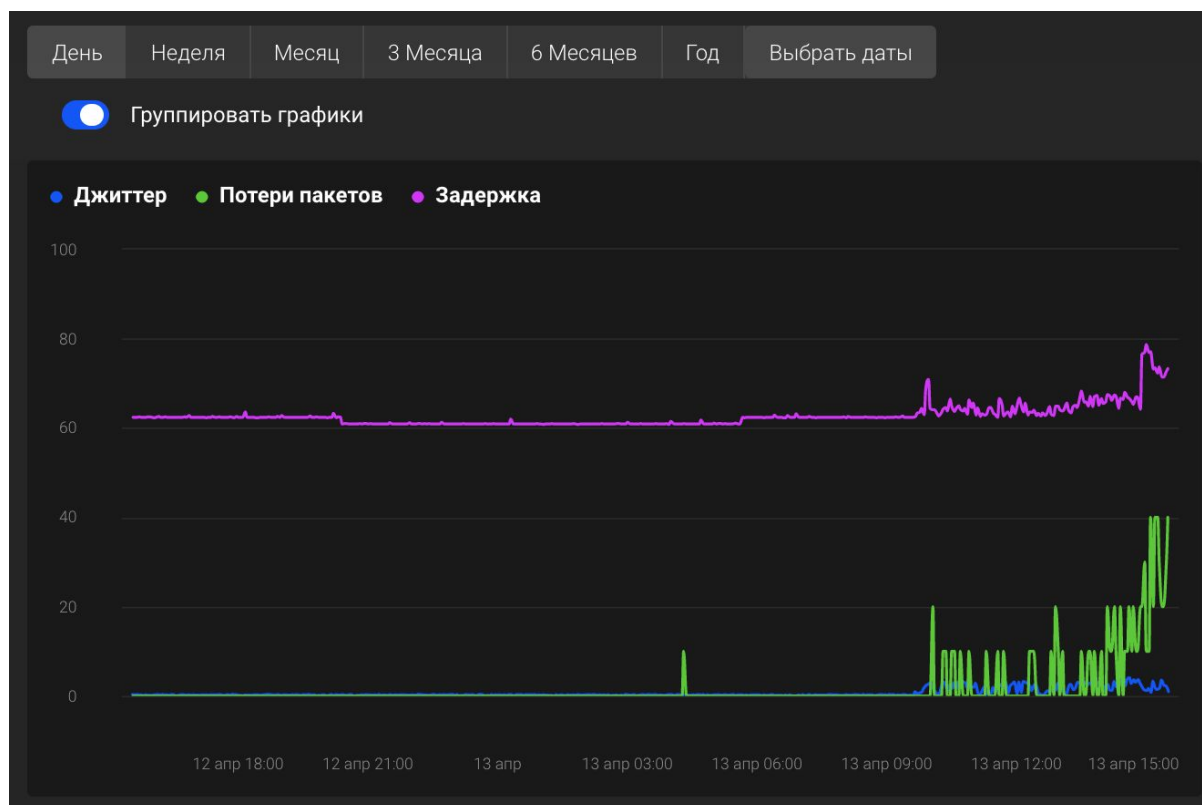 День Неделя Месяц 3 Месяца 6 Месяцев Год Выбрать даты
Группировать графики
Джиттер Потери пакетов Задержка
100
80
60
40
20
0
12 апр 18:00 12 апр 21:00 13 апр 13 апр 03:00 13 апр 06:00 13 апр 09:00 13 апр 12:00 13 апр 15:00